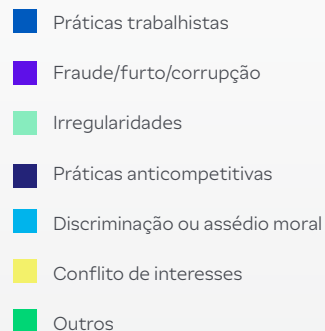 Práticas trabalhistas
Fraude/furto/corrupção
Irregularidades
Práticas anticompetitivas
Discriminação ou assédio moral
Conflito de interesses
Outros